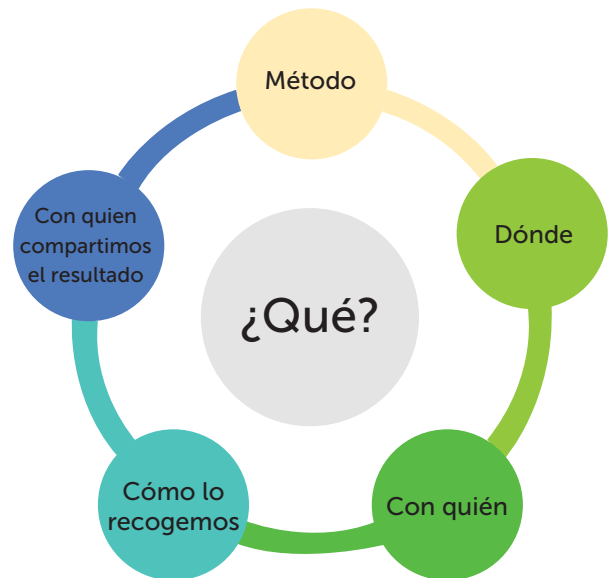 Método
Dónde
Con quién
Cómo lo
recogemos
Con quien
compartimos
el resultado
¿Qué?